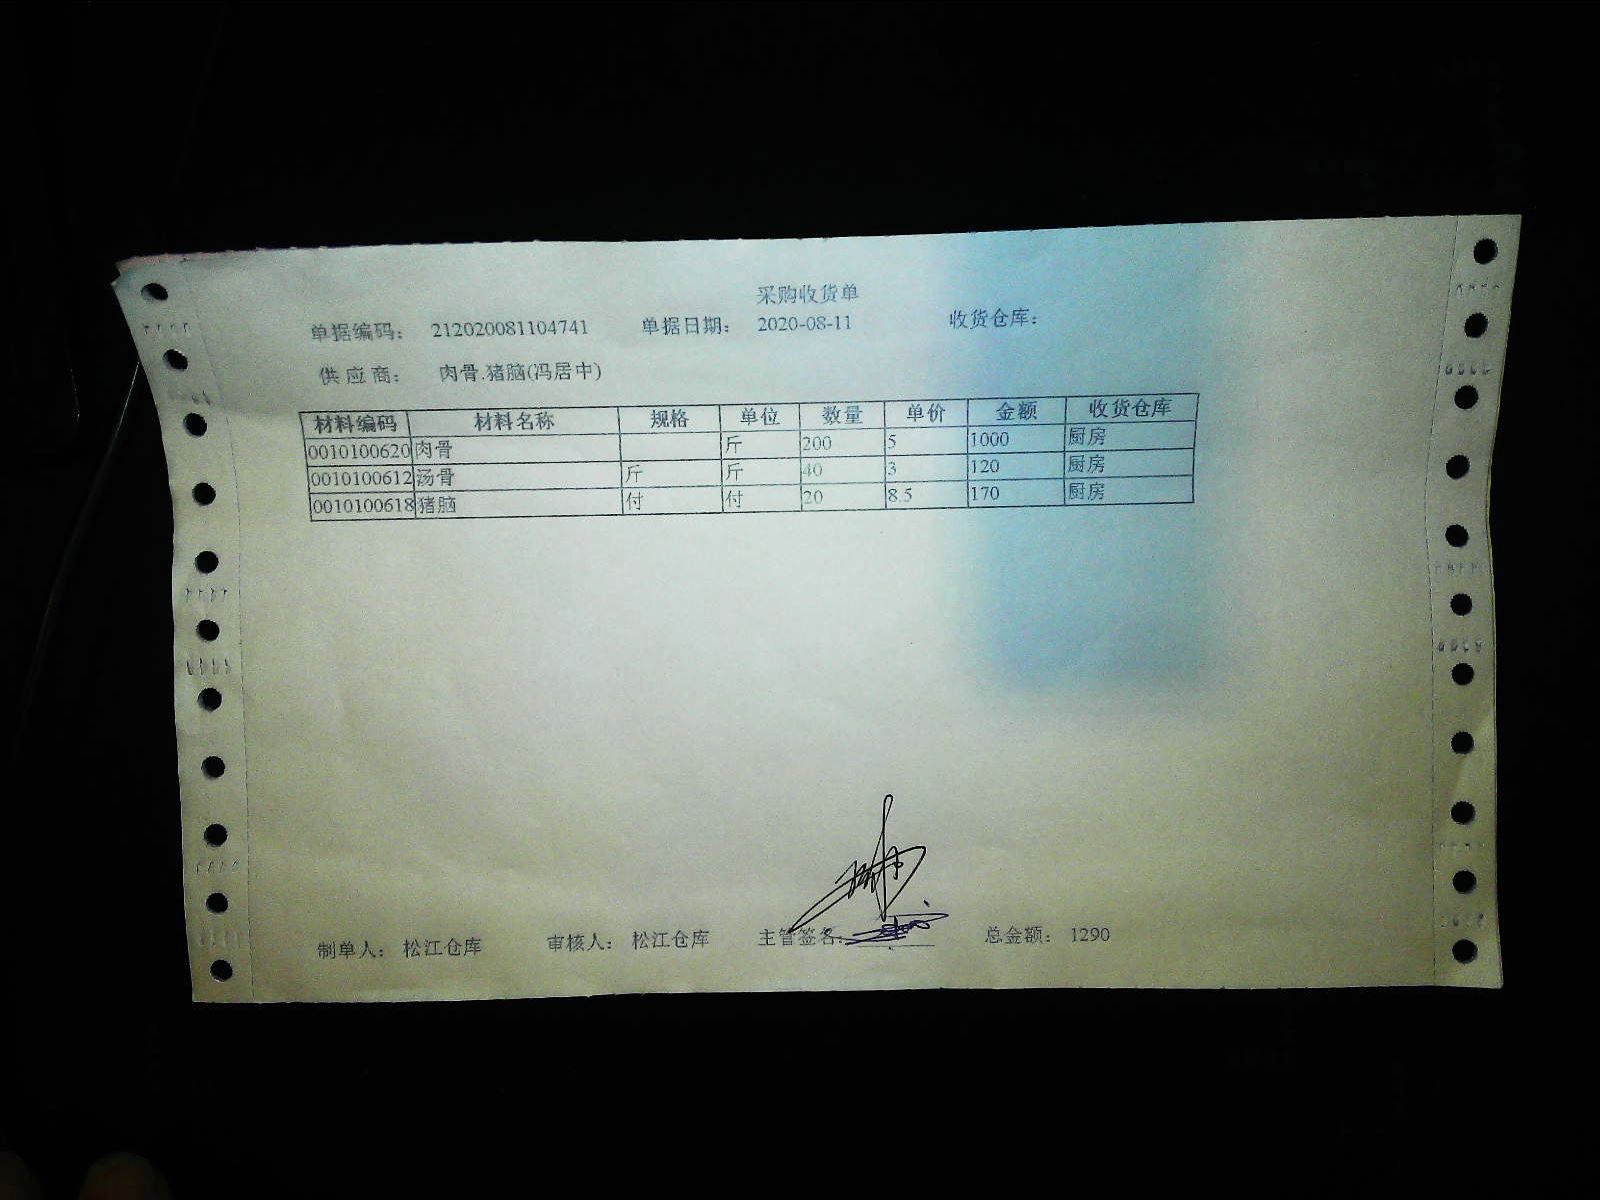 采购收货单
单据编码： 212020081104741 单据日期： 2020-08-11 收货仓库：
供应商： 肉骨.猪脑(冯居中)
材料编码 材料名称 规格 单位 数量 单价 金额 收货仓库
0010100620 肉骨 斤 200 5 1000 厨房
0010100612 汤骨 斤 斤 40 3 120 厨房
0010100618 猪脑 付 付 20 8.5 170 厨房
制单人： 松江仓库 审核人： 松江仓库 主管签名： 总金额： 1290